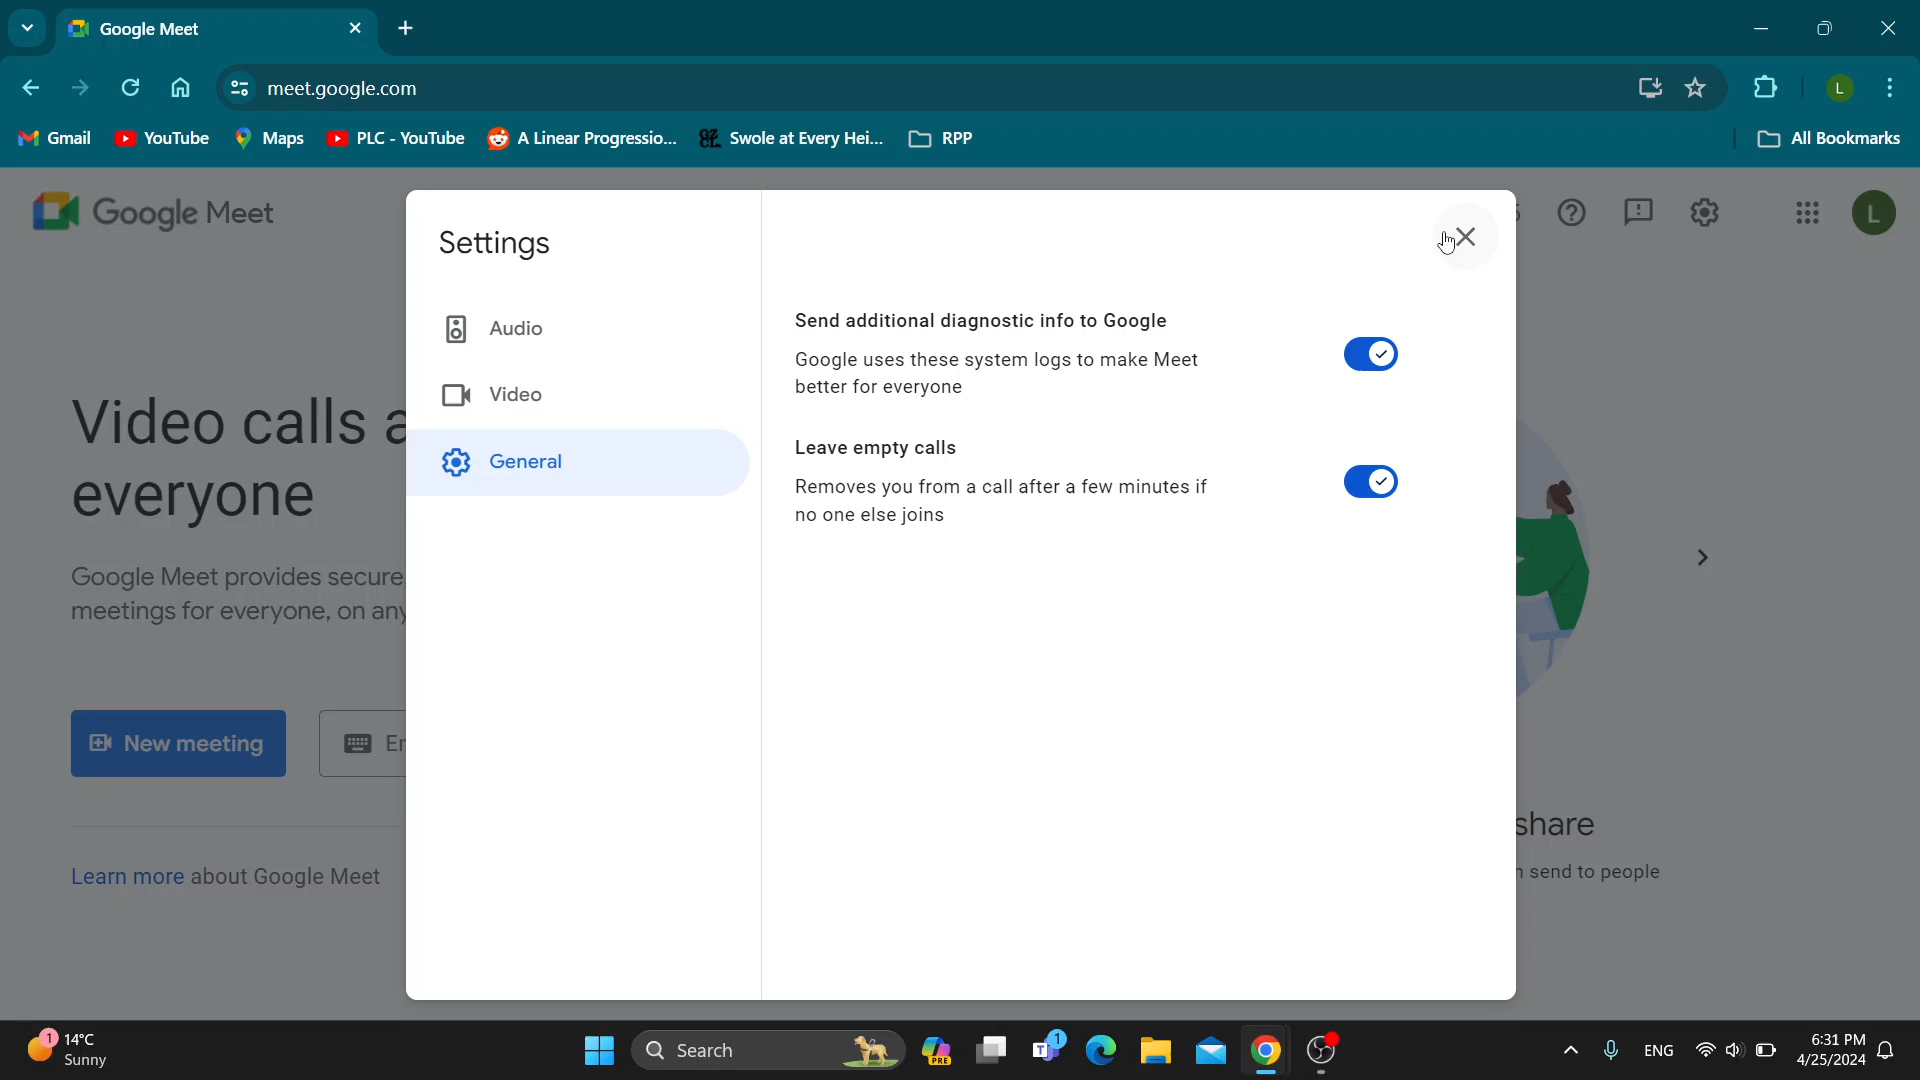 Google Meet
meet.google.com
Gmail YouTube Maps PLC - YouTube A Linear Progressio... Swole at Every Hei... RPP All Bookmarks
L
Google Meet
L
Settings
Audio
Video
General
Send additional diagnostic info to Google
Google uses these system logs to make Meet
better for everyone
Leave empty calls
Removes you from a call after a few minutes if
no one else joins
Video calls a
everyone
Google Meet provides secure
meetings for everyone, on any
New meeting
En
Learn more about Google Meet
share
n send to people
1
14°C
Sunny
Search
PRE
1
ENG
6:31 PM
4/25/2024